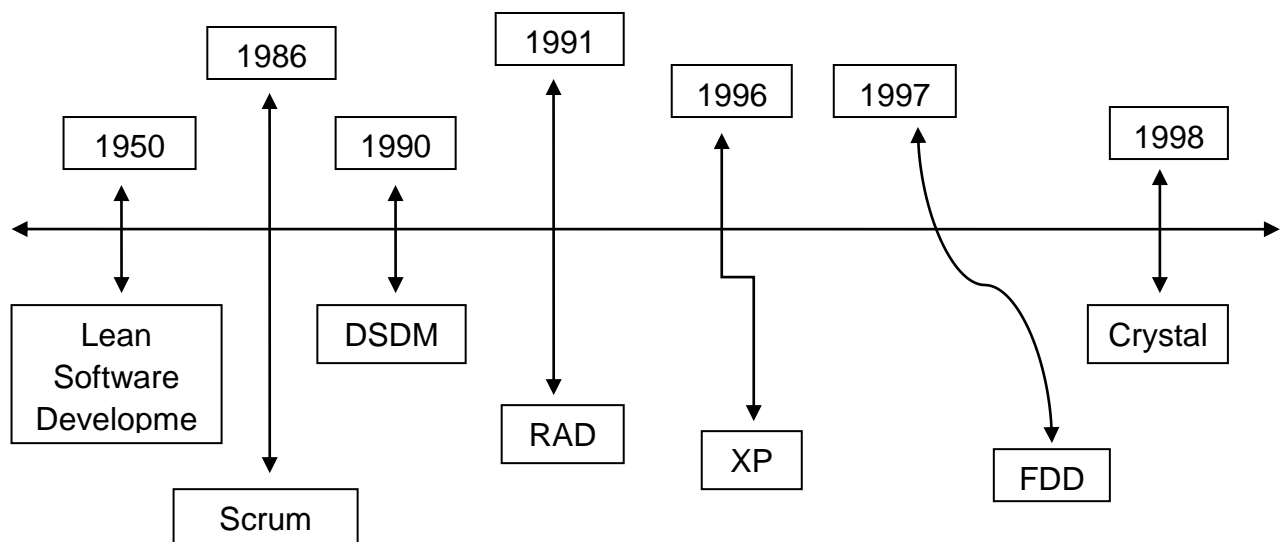 1950
1986
1990
1991
1996
1997
1998
Lean
Software
Developme
Scrum
DSDM
RAD
XP
FDD
Crystal